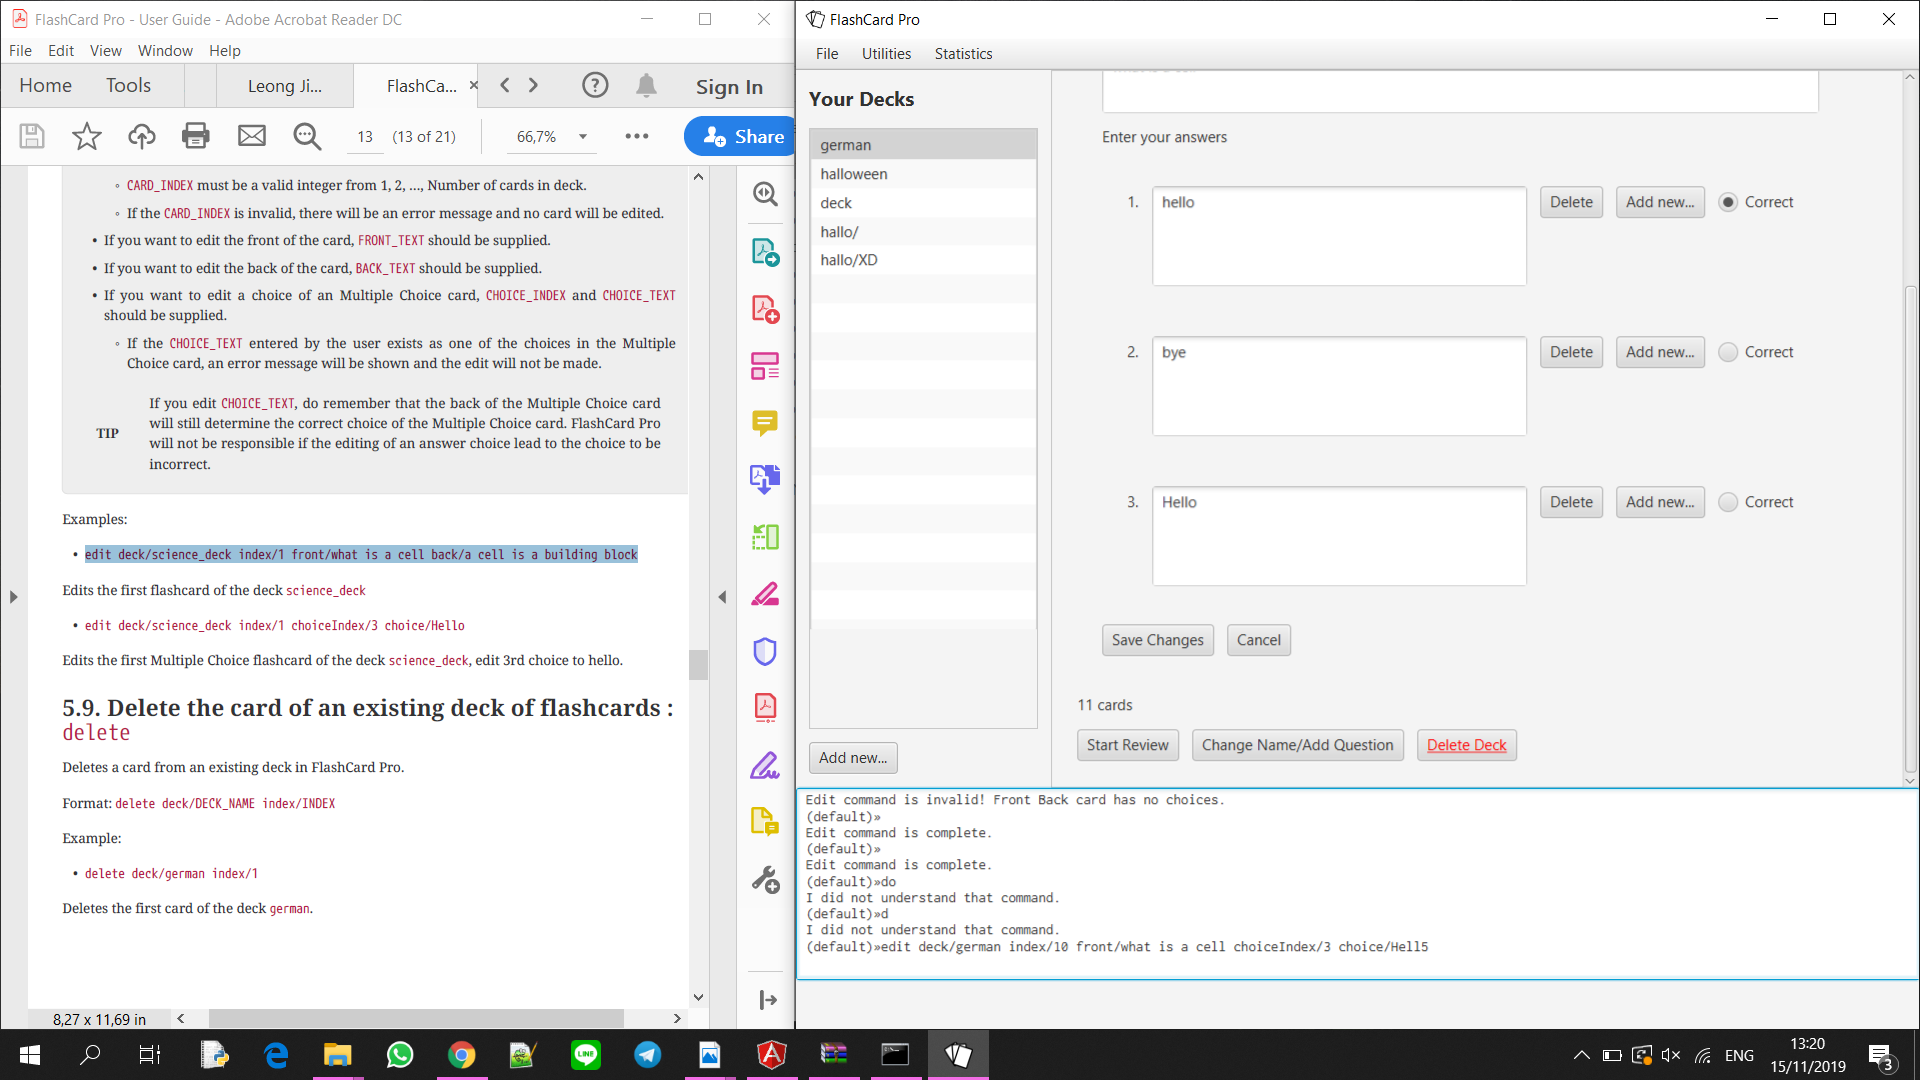 FlashCard Pro - User Guide - Adobe Acrobat Reader DC
File Edit View Window Help
Home Tools Leong Ji... FlashCa... × Sign In
13 (13 of 21) 66,7% Share
CARD_INDEX must be a valid integer from 1, 2, ..., Number of cards in deck.
If the CARD_INDEX is invalid, there will be an error message and no card will be edited.
• If you want to edit the front of the card, FRONT_TEXT should be supplied.
• If you want to edit the back of the card, BACK_TEXT should be supplied.
• If you want to edit a choice of an Multiple Choice card, CHOICE_INDEX and CHOICE_TEXT
should be supplied.
If the CHOICE_TEXT entered by the user exists as one of the choices in the Multiple
Choice card, an error message will be shown and the edit will not be made.
TIP
If you edit CHOICE_TEXT, do remember that the back of the Multiple Choice card
will still determine the correct choice of the Multiple Choice card. FlashCard Pro
will not be responsible if the editing of an answer choice lead to the choice to be
incorrect.
Examples:
• edit deck/science_deck index/1 front/what is a cell back/a cell is a building block
Edits the first flashcard of the deck science_deck
• edit deck/science_deck index/1 choiceIndex/3 choice/Hello
Edits the first Multiple Choice flashcard of the deck science_deck, edit 3rd choice to hello.
5.9. Delete the card of an existing deck of flashcards :
delete
Deletes a card from an existing deck in FlashCard Pro.
Format: delete deck/DECK_NAME index/INDEX
Example:
• delete deck/german index/1
Deletes the first card of the deck german.
8,27 x 11,69 in
FlashCard Pro
File Utilities Statistics
Your Decks
german
halloween
deck
hallo/
hallo/XD
Add new...
Enter your answers
1. hello Delete Add new... Correct
2. bye Delete Add new... Correct
3. Hello Delete Add new... Correct
Save Changes Cancel
11 cards
Start Review Change Name/Add Question Delete Deck
Edit command is invalid! Front Back card has no choices.
(default)»
Edit command is complete.
(default)»
Edit command is complete.
(default)»do
I did not understand that command.
(default)»d
I did not understand that command.
(default)»edit deck/german index/10 front/what is a cell choiceIndex/3 choice/Hell5
LINE
ENG
13:20
15/11/2019
3